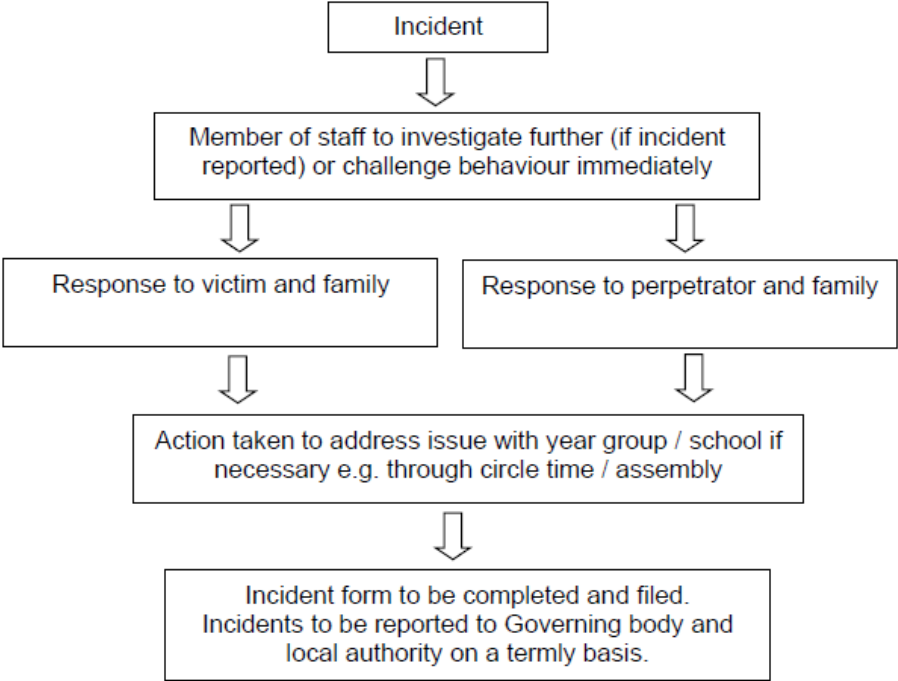 Incident
Member of staff to investigate further (if incident
reported) or challenge behaviour immediately
Response to victim and family
Response to perpetrator and family
Action taken to address issue with year group / school if
necessary e.g. through circle time / assembly
Incident form to be completed and filed.
Incidents to be reported to Governing body and
local authority on a termly basis.